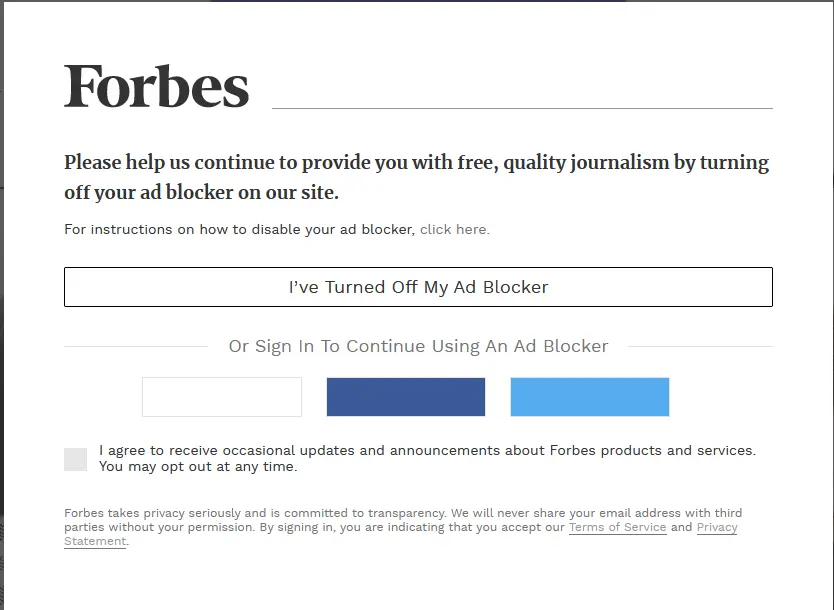 Forbes
Please help us continue to provide you with free, quality journalism by turning
off your ad blocker on our site.
For instructions on how to disable your ad blocker, click here.
I’ve Turned Off My Ad Blocker
Or Sign In To Continue Using An Ad Blocker
I agree to receive occasional updates and announcements about Forbes products and services.
You may opt out at any time.
Forbes takes privacy seriously and is committed to transparency. We will never share your email address with third
parties without your permission. By signing in, you are indicating that you accept our Terms of Service and Privacy
Statement.